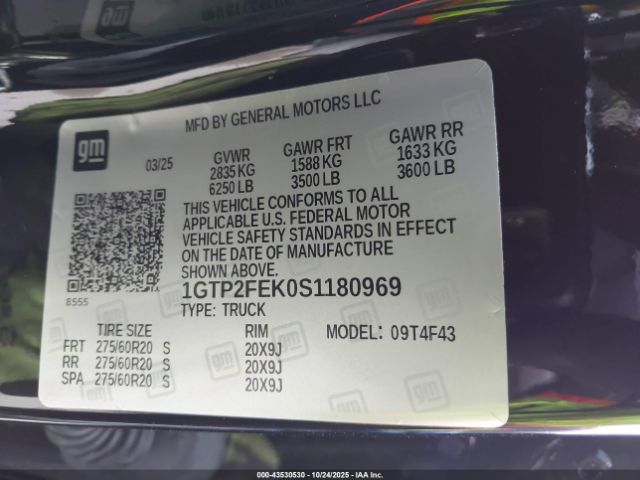 MFD BY GENERAL MOTORS LLC
gm
03/25
GVWR GAWR FRT GAWR RR
2835 KG 1588 KG 1633 KG
6250 LB 3500 LB 3600 LB
THIS VEHICLE CONFORMS TO ALL
APPLICABLE U.S. FEDERAL MOTOR
VEHICLE SAFETY STANDARDS IN EFFECT
ON THE DATE OF MANUFACTURE
SHOWN ABOVE.
8555
1GTP2FEK0S1180969
TYPE: TRUCK
MODEL: 09T4F43
TIRE SIZE RIM
FRT 275/60R20 S 20X9J
RR 275/60R20 S 20X9J
SPA 275/60R20 S 20X9J
000-43530530 - 10/24/2025 - IAA Inc.